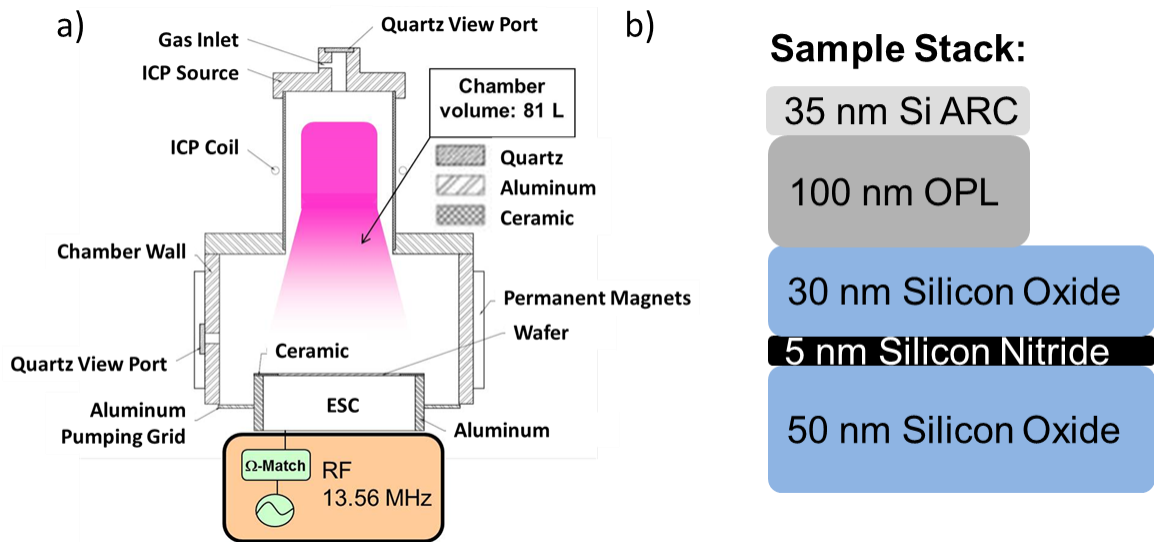 a)
Quartz View Port
Gas Inlet
ICP Source
Chamber
volume: 81 L
ICP Coil
Quartz
Aluminum
Ceramic
Chamber Wall
Permanent Magnets
Wafer
Quartz View Port
Ceramic
ESC
Aluminum
Pumping Grid
Aluminum
Ω-Match
RF
13.56 MHz
b)
Sample Stack:
35 nm Si ARC
100 nm OPL
30 nm Silicon Oxide
5 nm Silicon Nitride
50 nm Silicon Oxide